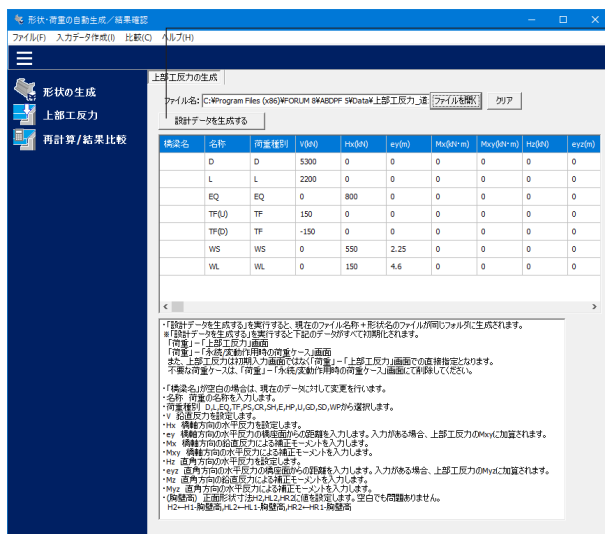 形状・荷重の自動生成／結果確認
ファイル(F) 入力データ作成(I) 比較(C) ヘルプ(H)
形状の生成
上部工反力
再計算/結果比較
上部工反力の生成
ファイル名: C:¥Program Files (x86)¥FORUM 8¥ABDPF 5¥Data¥上部工反力_道 ファイルを開く クリア
設計データを生成する
橋梁名 名称 荷重種別 V(kN) Hx(kN) ey(m) Mx(kN・m) Mxy(kN・m) Hz(kN) eyz(m)
D D 5300 0 0 0 0 0 0
L L 2200 0 0 0 0 0 0
EQ EQ 0 800 0 0 0 0 0
TF(U) TF 150 0 0 0 0 0 0
TF(D) TF -150 0 0 0 0 0 0
WS WS 0 550 2.25 0 0 0 0
WL WL 0 150 4.6 0 0 0 0
・「設計データを生成する」を実行すると、現在のファイル名称＋形状名のファイルが同じフォルダに生成されます。
※「設計データを生成する」を実行すると下記のデータがすべて初期化されます。
「荷重」－「上部工反力」画面
「荷重」－「永続/変動作用時の荷重ケース」画面
また、上部工反力は初期入力画面ではなく「荷重」－「上部工反力」画面での直接指定となります。
不要な荷重ケースは、「荷重」－「永続/変動作用時の荷重ケース」画面にて削除してください。
・「橋梁名」が空白の場合は、現在のデータに対して変更を行います。
・名称 荷重の名称を入力します。
・荷重種別 D,L,EQ,TF,PS,CR,SH,E,HP,U,GD,SD,WPから選択します。
・V 鉛直反力を設定します。
・Hx 橋軸方向の水平反力を設定します。
・ey 橋軸方向の水平反力の橋座面からの距離を入力します。入力がある場合、上部工反力のMxyに加算されます。
・Mx 橋軸方向の鉛直反力による補正モーメントを入力します。
・Mxy 橋軸方向の水平反力による補正モーメントを入力します。
・Hz 直角方向の水平反力を設定します。
・eyz 直角方向の水平反力の橋座面からの距離を入力します。入力がある場合、上部工反力のMyzに加算されます。
・Mz 直角方向の鉛直反力による補正モーメントを入力します。
・Myz 直角方向の水平反力による補正モーメントを入力します。
・(胸壁高) 正面形状寸法H2,HL2,HR2に値を設定します。空白でも問題ありません。
H2←H1-胸壁高,HL2←HL1-胸壁高,HR2←HR1-胸壁高